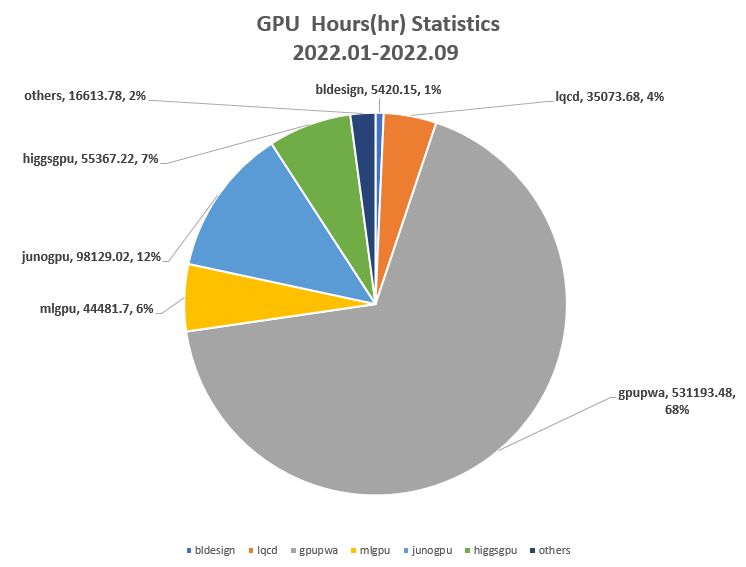 GPU  Hours(hr) Statistics
2022.01-2022.09
others, 16613.78, 2%
bldesign, 5420.15, 1%
lqcd, 35073.68, 4%
higgsgpu, 55367.22, 7%
junogpu, 98129.02, 12%
mlgpu, 44481.7, 6%
gpupwa, 531193.48,
68%
bldesign lqcd gpupwa mlgpu junogpu higgsgpu others